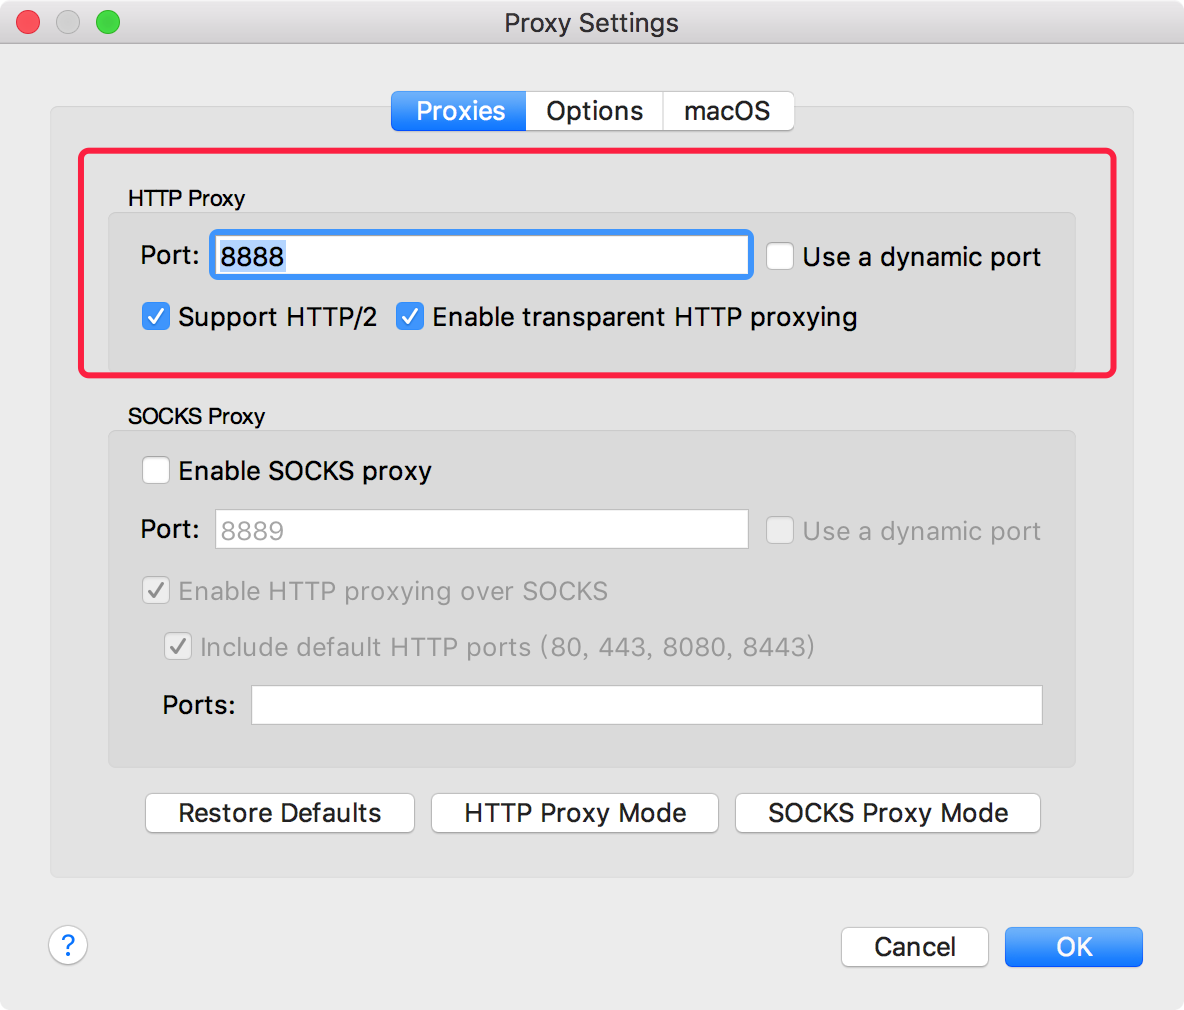 Proxy Settings
Proxies Options macOS
HTTP Proxy
Port: 8888 Use a dynamic port
Support HTTP/2 Enable transparent HTTP proxying
SOCKS Proxy
Enable SOCKS proxy
Port: 8889 Use a dynamic port
Enable HTTP proxying over SOCKS
Include default HTTP ports (80, 443, 8080, 8443)
Ports:
Restore Defaults HTTP Proxy Mode SOCKS Proxy Mode
? Cancel OK